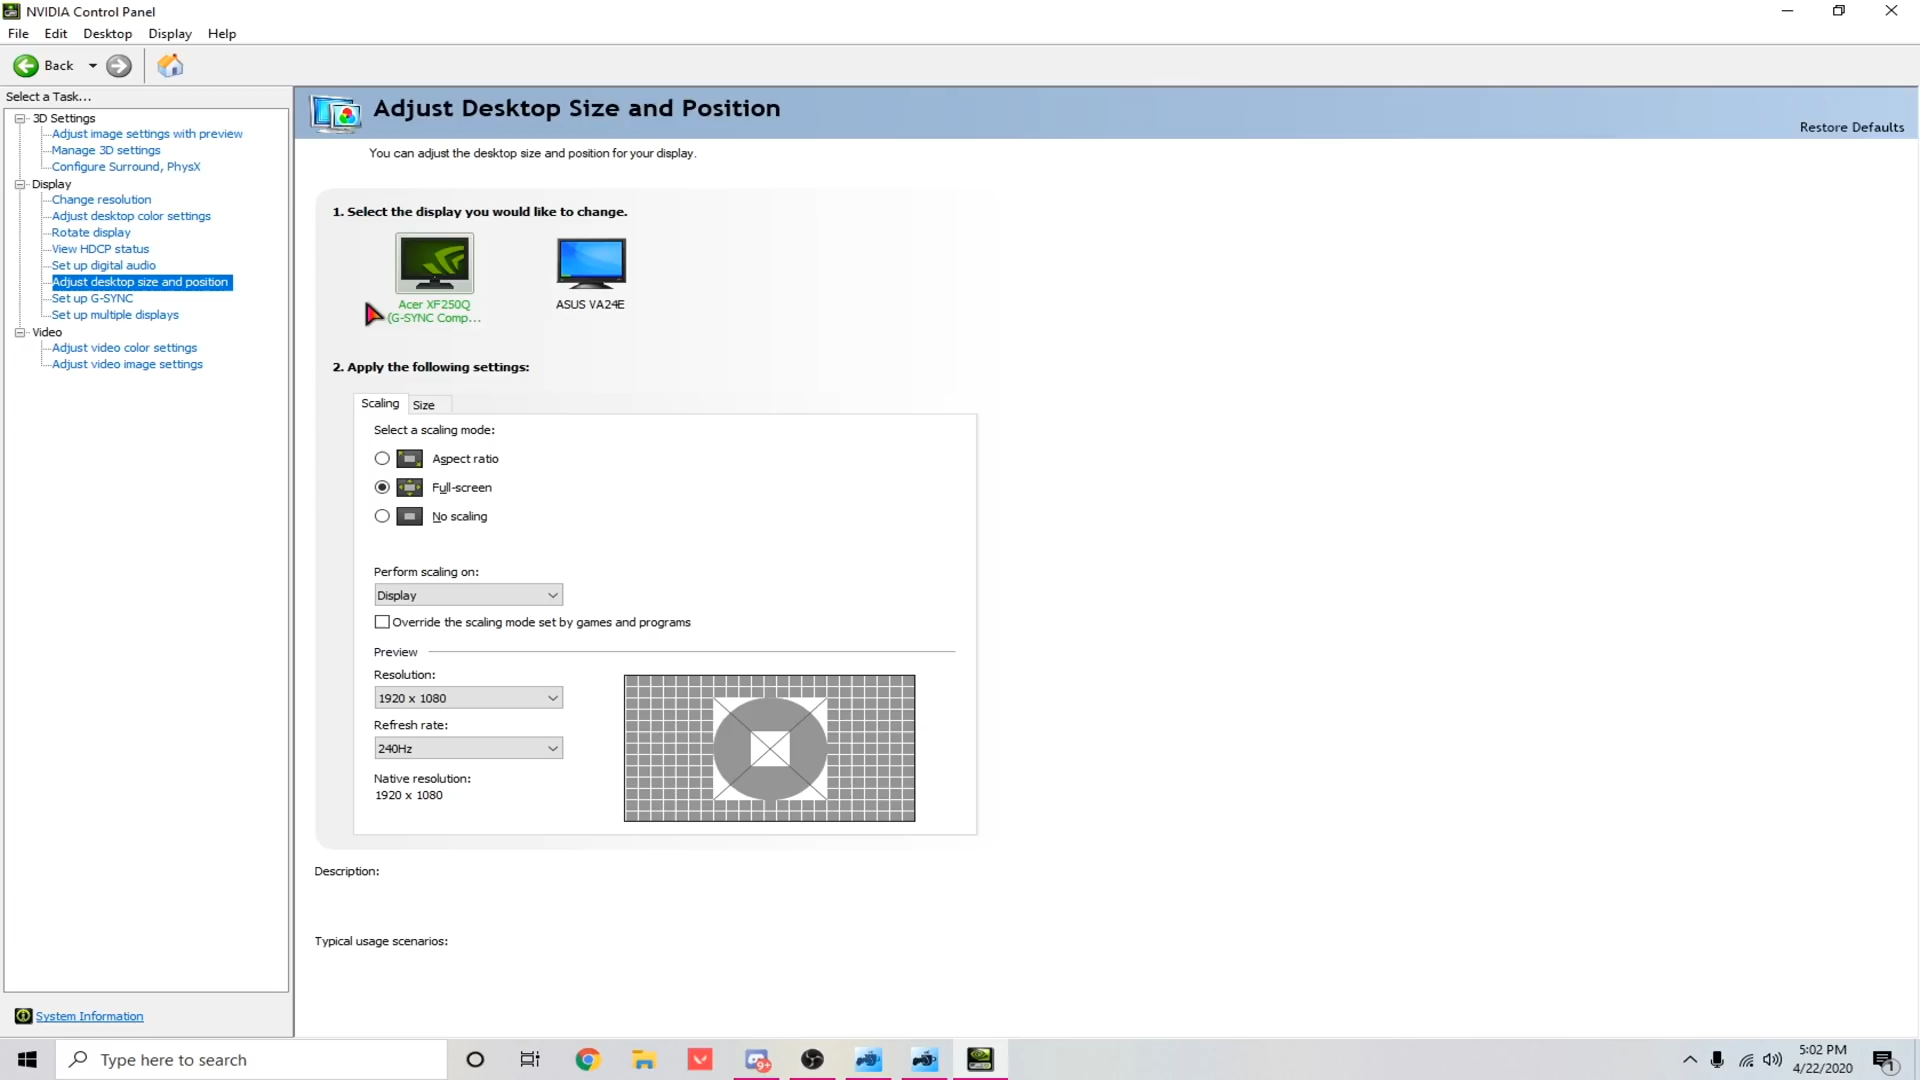 NVIDIA Control Panel
File Edit Desktop Display Help
Back
Select a Task...
3D Settings
Adjust image settings with preview
Manage 3D settings
Configure Surround, PhysX
Display
Change resolution
Adjust desktop color settings
Rotate display
View HDCP status
Set up digital audio
Adjust desktop size and position
Set up G-SYNC
Set up multiple displays
Video
Adjust video color settings
Adjust video image settings
System Information
Adjust Desktop Size and Position
Restore Defaults
You can adjust the desktop size and position for your display.
1. Select the display you would like to change.
Acer XF250Q
(G-SYNC Comp...
ASUS VA24E
2. Apply the following settings:
Scaling Size
Select a scaling mode:
Aspect ratio
Full-screen
No scaling
Perform scaling on:
Display
Override the scaling mode set by games and programs
Preview
Resolution:
1920 x 1080
Refresh rate:
240Hz
Native resolution:
1920 x 1080
Description:
Typical usage scenarios:
Type here to search
9+
5:02 PM
4/22/2020
1